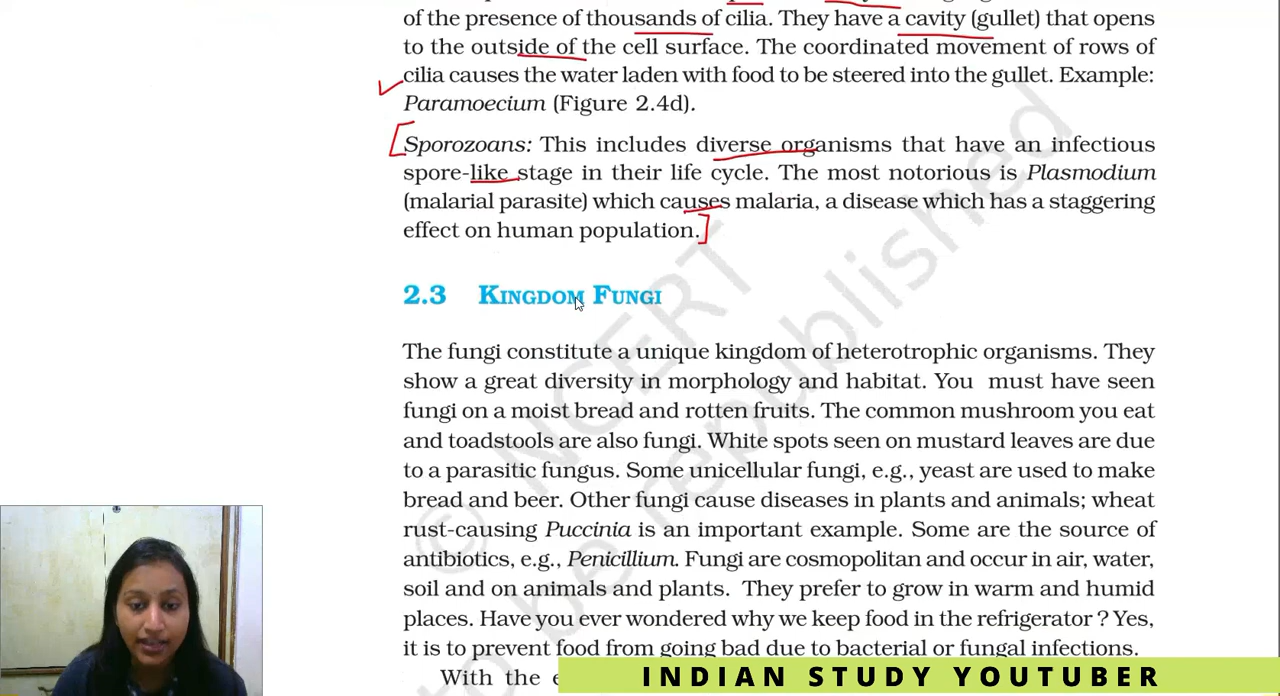 of the presence of thousands of cilia. They have a cavity (gullet) that opens
to the outside of the cell surface. The coordinated movement of rows of
cilia causes the water laden with food to be steered into the gullet. Example:
Paramoecium (Figure 2.4d).
Sporozoans: This includes diverse organisms that have an infectious
spore-like stage in their life cycle. The most notorious is Plasmodium
(malarial parasite) which causes malaria, a disease which has a staggering
effect on human population.
2.3 KINGDOM FUNGI
The fungi constitute a unique kingdom of heterotrophic organisms. They
show a great diversity in morphology and habitat. You must have seen
fungi on a moist bread and rotten fruits. The common mushroom you eat
and toadstools are also fungi. White spots seen on mustard leaves are due
to a parasitic fungus. Some unicellular fungi, e.g., yeast are used to make
bread and beer. Other fungi cause diseases in plants and animals; wheat
rust-causing Puccinia is an important example. Some are the source of
antibiotics, e.g., Penicillium. Fungi are cosmopolitan and occur in air, water,
soil and on animals and plants. They prefer to grow in warm and humid
places. Have you ever wondered why we keep food in the refrigerator ? Yes,
it is to prevent food from going bad due to bacterial or fungal infections.
With the e
© NCERT
to be republished
INDIAN STUDY YOUTUBER